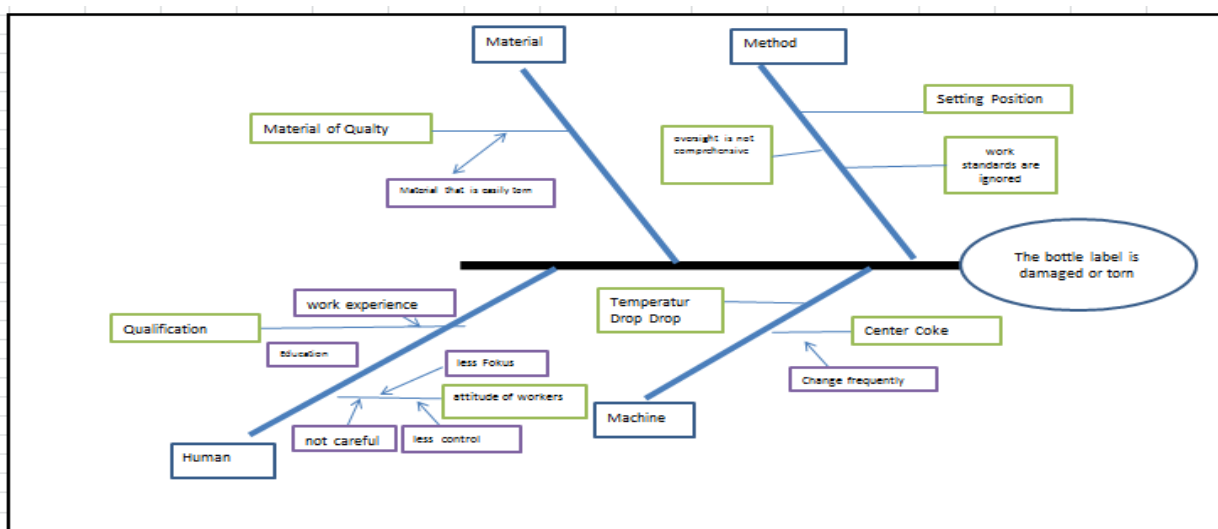 Material
Method
Setting Position
Material of Qualty
oversight is not
comprehensive
work
standards are
ignored
Material that is easily torn
The bottle label is
damaged or torn
work experience
Temperatur
Drop Drop
Qualification
Center Coke
Education
less Fokus
Change frequently
attitude of workers
Machine
not careful
less control
Human